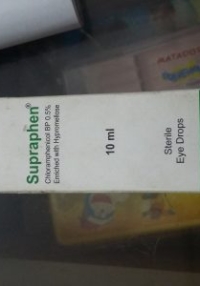 Supraphen®
Chloramphenicol BP 0.5%
Enriched with Hypromellose
10 ml
Sterile
Eye Drops